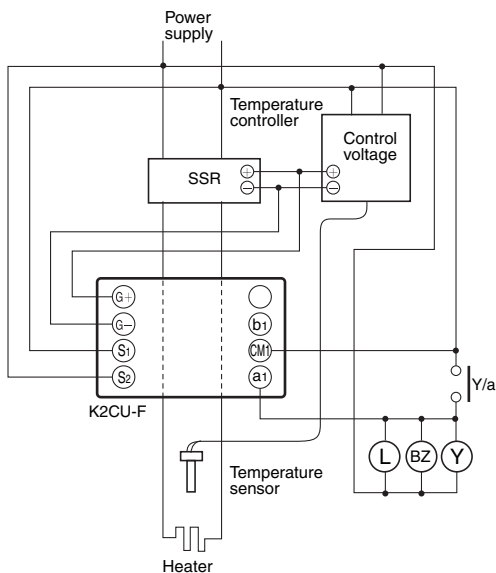 Power
supply
Temperature
controller
Control
voltage
SSR
+
−
+
−
G+
G−
S1
S2
b1
CM1
a1
Y/a
K2CU-F
L
BZ
Y
Temperature
sensor
Heater